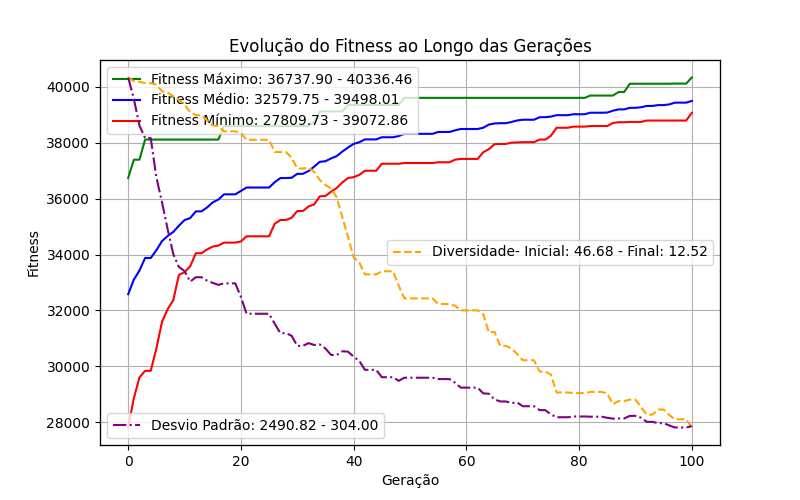 Evolução do Fitness ao Longo das Gerações
Fitness Máximo: 36737.90 - 40336.46
Fitness Médio: 32579.75 - 39498.01
Fitness Mínimo: 27809.73 - 39072.86
Diversidade- Inicial: 46.68 - Final: 12.52
Desvio Padrão: 2490.82 - 304.00
Fitness
40000
38000
36000
34000
32000
30000
28000
0 20 40 60 80 100
Geração